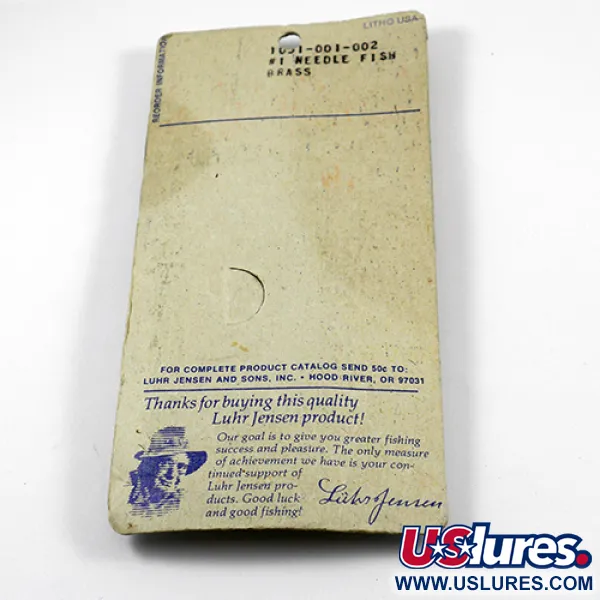 LITHO USA
REORDER INFORMATION
1051-001-002
#1 NEEDLE FISH
BRASS
FOR COMPLETE PRODUCT CATALOG SEND 50¢ TO:
LUHR JENSEN AND SONS, INC. • HOOD RIVER, OR 97031
Thanks for buying this quality
Luhr Jensen product!
Our goal is to give you greater fishing
success and pleasure. The only measure
of achievement we have is your con-
tinued support of
Luhr Jensen pro-
ducts. Good luck
and good fishing!
Luhr Jensen
USlures.
WWW.USLURES.COM